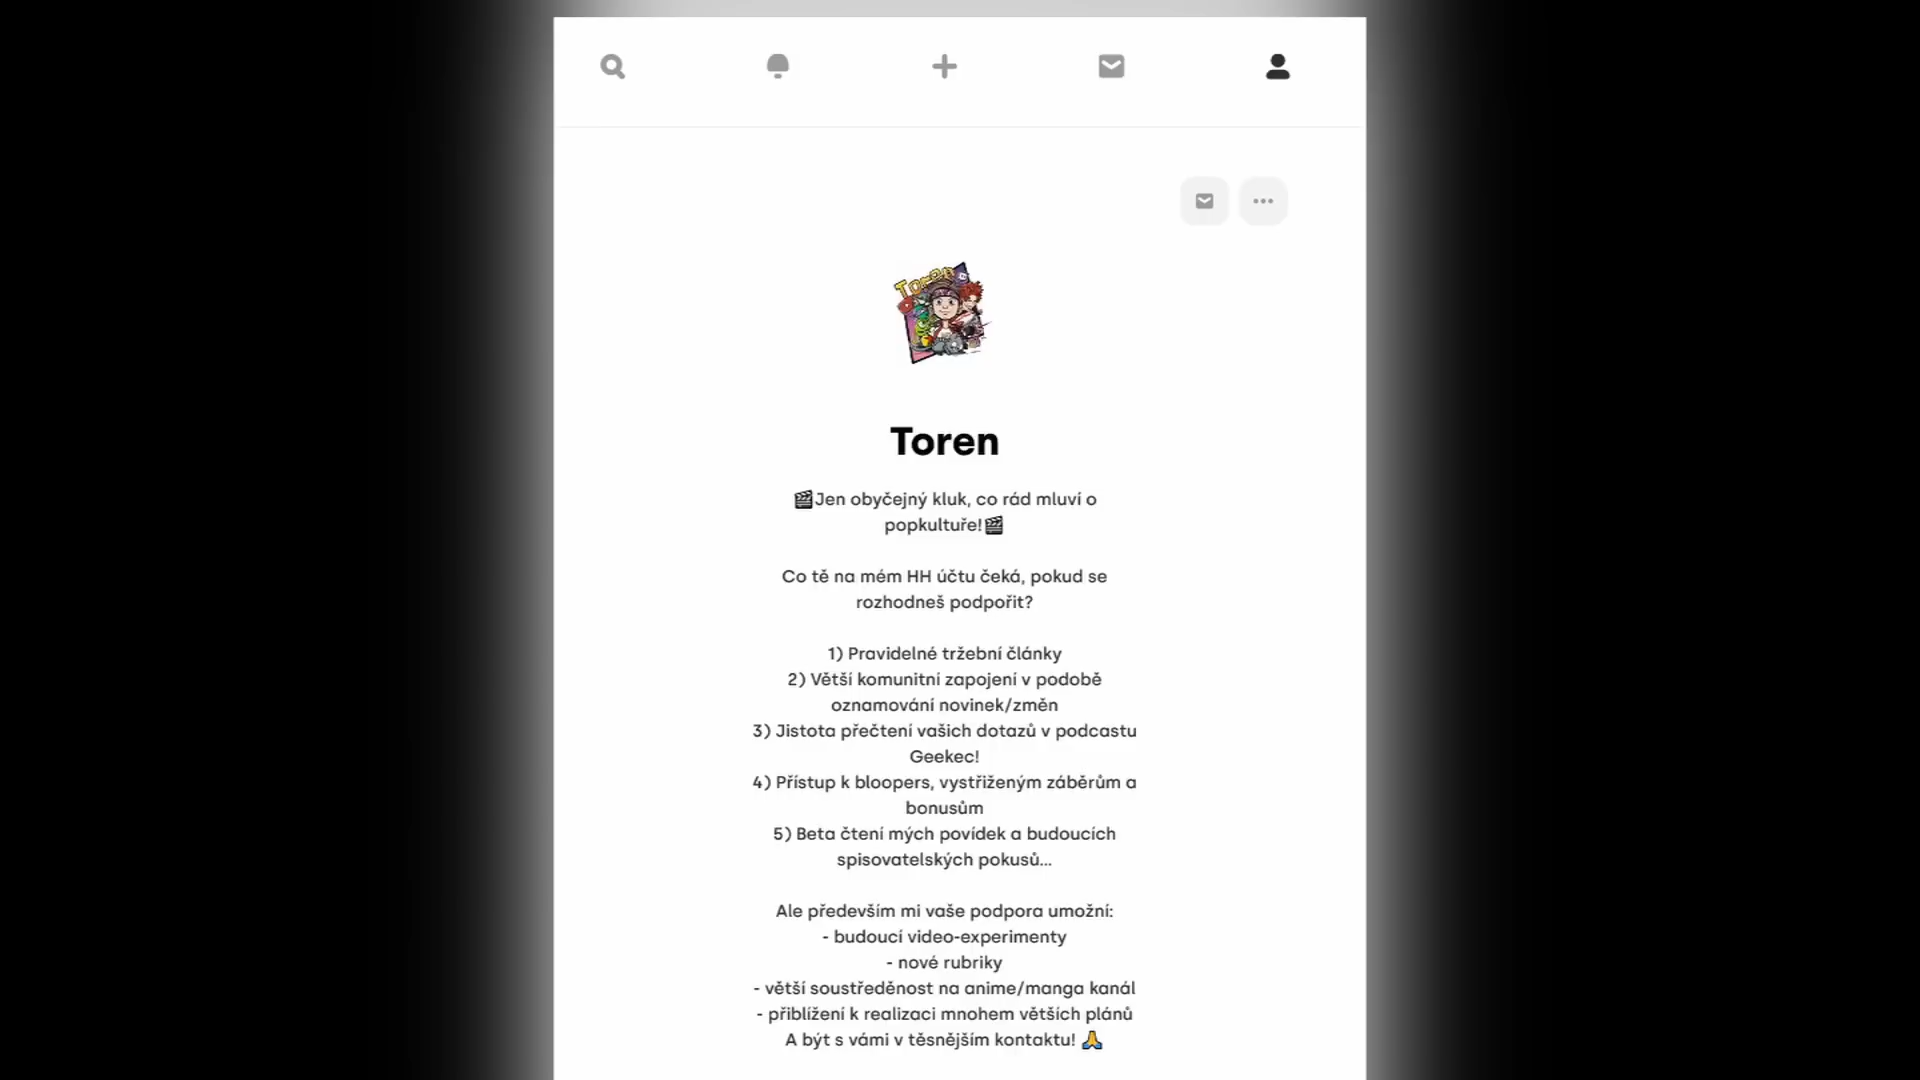 Toren
Toren
🎬Jen obyčejný kluk, co rád mluví o
popkultuře!🎬
Co tě na mém HH účtu čeká, pokud se
rozhodneš podpořit?
1) Pravidelné tržební články
2) Větší komunitní zapojení v podobě
oznamování novinek/změn
3) Jistota přečtení vašich dotazů v podcastu
Geekec!
4) Přístup k bloopers, vystřiženým záběrům a
bonusům
5) Beta čtení mých povídek a budoucích
spisovatelských pokusů...
Ale především mi vaše podpora umožní:
- budoucí video-experimenty
- nové rubriky
- větší soustředěnost na anime/manga kanál
- přiblížení k realizaci mnohem větších plánů
A být s vámi v těsnějším kontaktu! 🙏